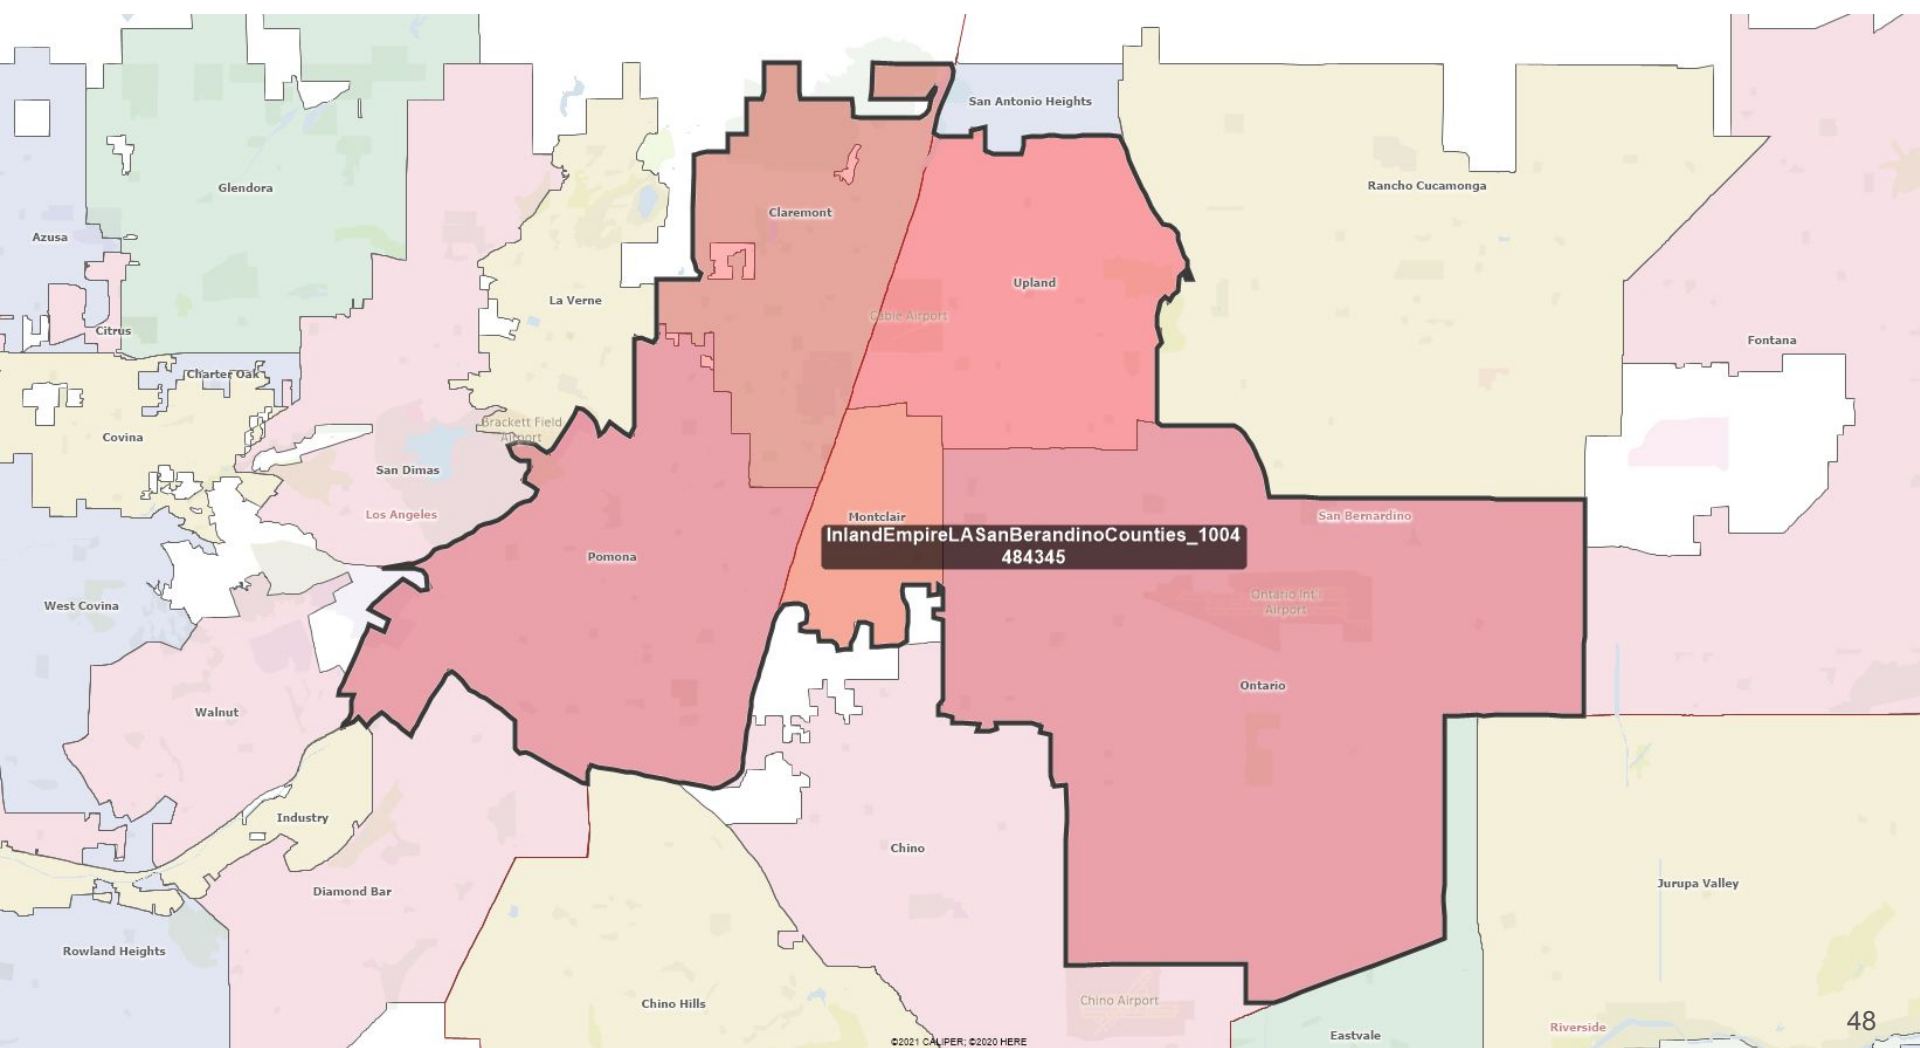 San Antonio Heights
Glendora
Rancho Cucamonga
Claremont
Azusa
Upland
La Verne
Cable Airport
Citrus
Fontana
Charter Oak
Brackett Field
Airport
Covina
San Dimas
Los Angeles
Montclair
San Bernardino
InlandEmpireLASanBerandinoCounties_1004
484345
Pomona
Ontario Int'l
Airport
West Covina
Ontario
Walnut
Industry
Chino
Diamond Bar
Jurupa Valley
Rowland Heights
Chino Hills
Chino Airport
Riverside
48
Eastvale
©2021 CALIPER; ©2020 HERE